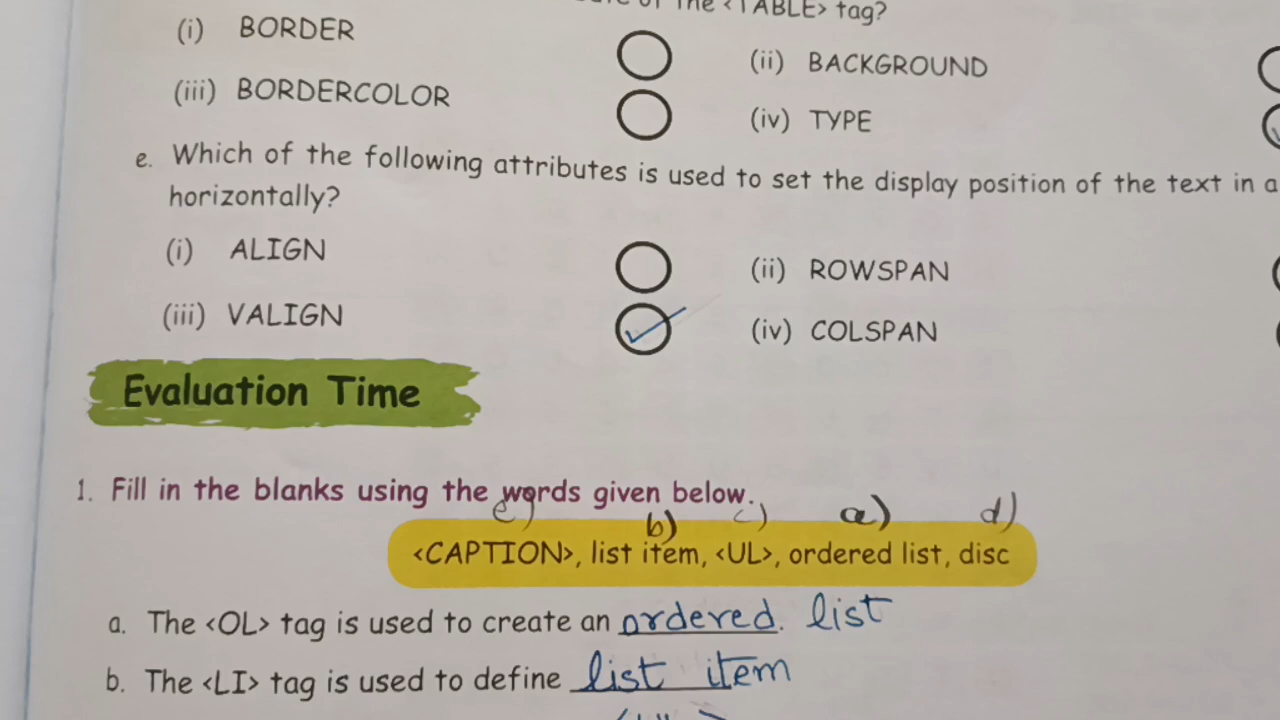 the <TABLE> tag?
(i) BORDER
(ii) BACKGROUND
(iii) BORDERCOLOR
(iv) TYPE
e. Which of the following attributes is used to set the display position of the text in a
horizontally?
(i) ALIGN
(ii) ROWSPAN
(iii) VALIGN
(iv) COLSPAN
Evaluation Time
1. Fill in the blanks using the words given below.
e) b) c) a) d)
<CAPTION>, list item, <UL>, ordered list, disc
a. The <OL> tag is used to create an ordered. list
b. The <LI> tag is used to define list item